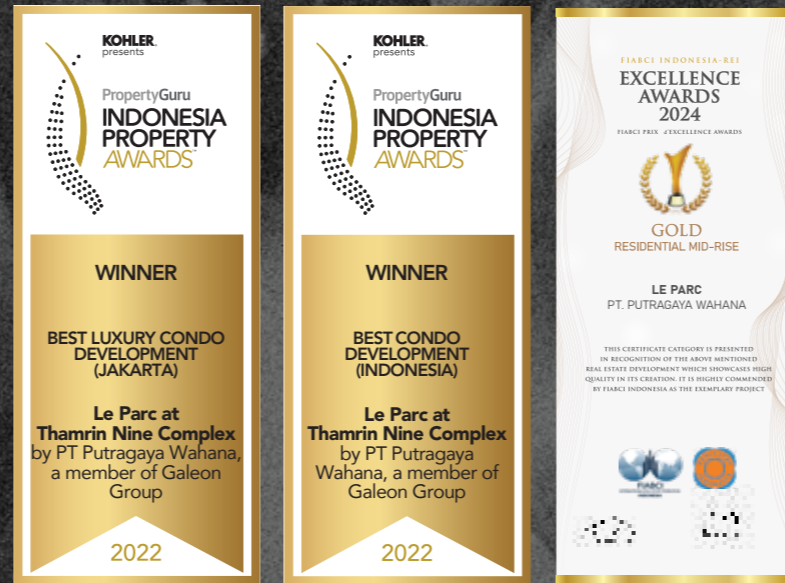 KOHLER.
presents
PropertyGuru
INDONESIA
PROPERTY
AWARDS™
WINNER
BEST LUXURY CONDO
DEVELOPMENT
(JAKARTA)
Le Parc at
Thamrin Nine Complex
by PT Putragaya Wahana,
a member of Galeon
Group
2022
KOHLER.
presents
PropertyGuru
INDONESIA
PROPERTY
AWARDS™
WINNER
BEST CONDO
DEVELOPMENT
(INDONESIA)
Le Parc at
Thamrin Nine Complex
by PT Putragaya
Wahana, a member of
Galeon Group
2022
FIABCI INDONESIA-REI
EXCELLENCE
AWARDS
2024
FIABCI PRIX d'EXCELLENCE AWARDS
GOLD
RESIDENTIAL MID-RISE
LE PARC
PT. PUTRAGAYA WAHANA
THIS CERTIFICATE CATEGORY IS PRESENTED
IN RECOGNITION OF THE ABOVE MENTIONED
REAL ESTATE DEVELOPMENT WHICH SHOWCASES HIGH
QUALITY IN ITS CREATION. IT IS HIGHLY COMMENDED
BY FIABCI INDONESIA AS THE EXEMPLARY PROJECT
FIABCI